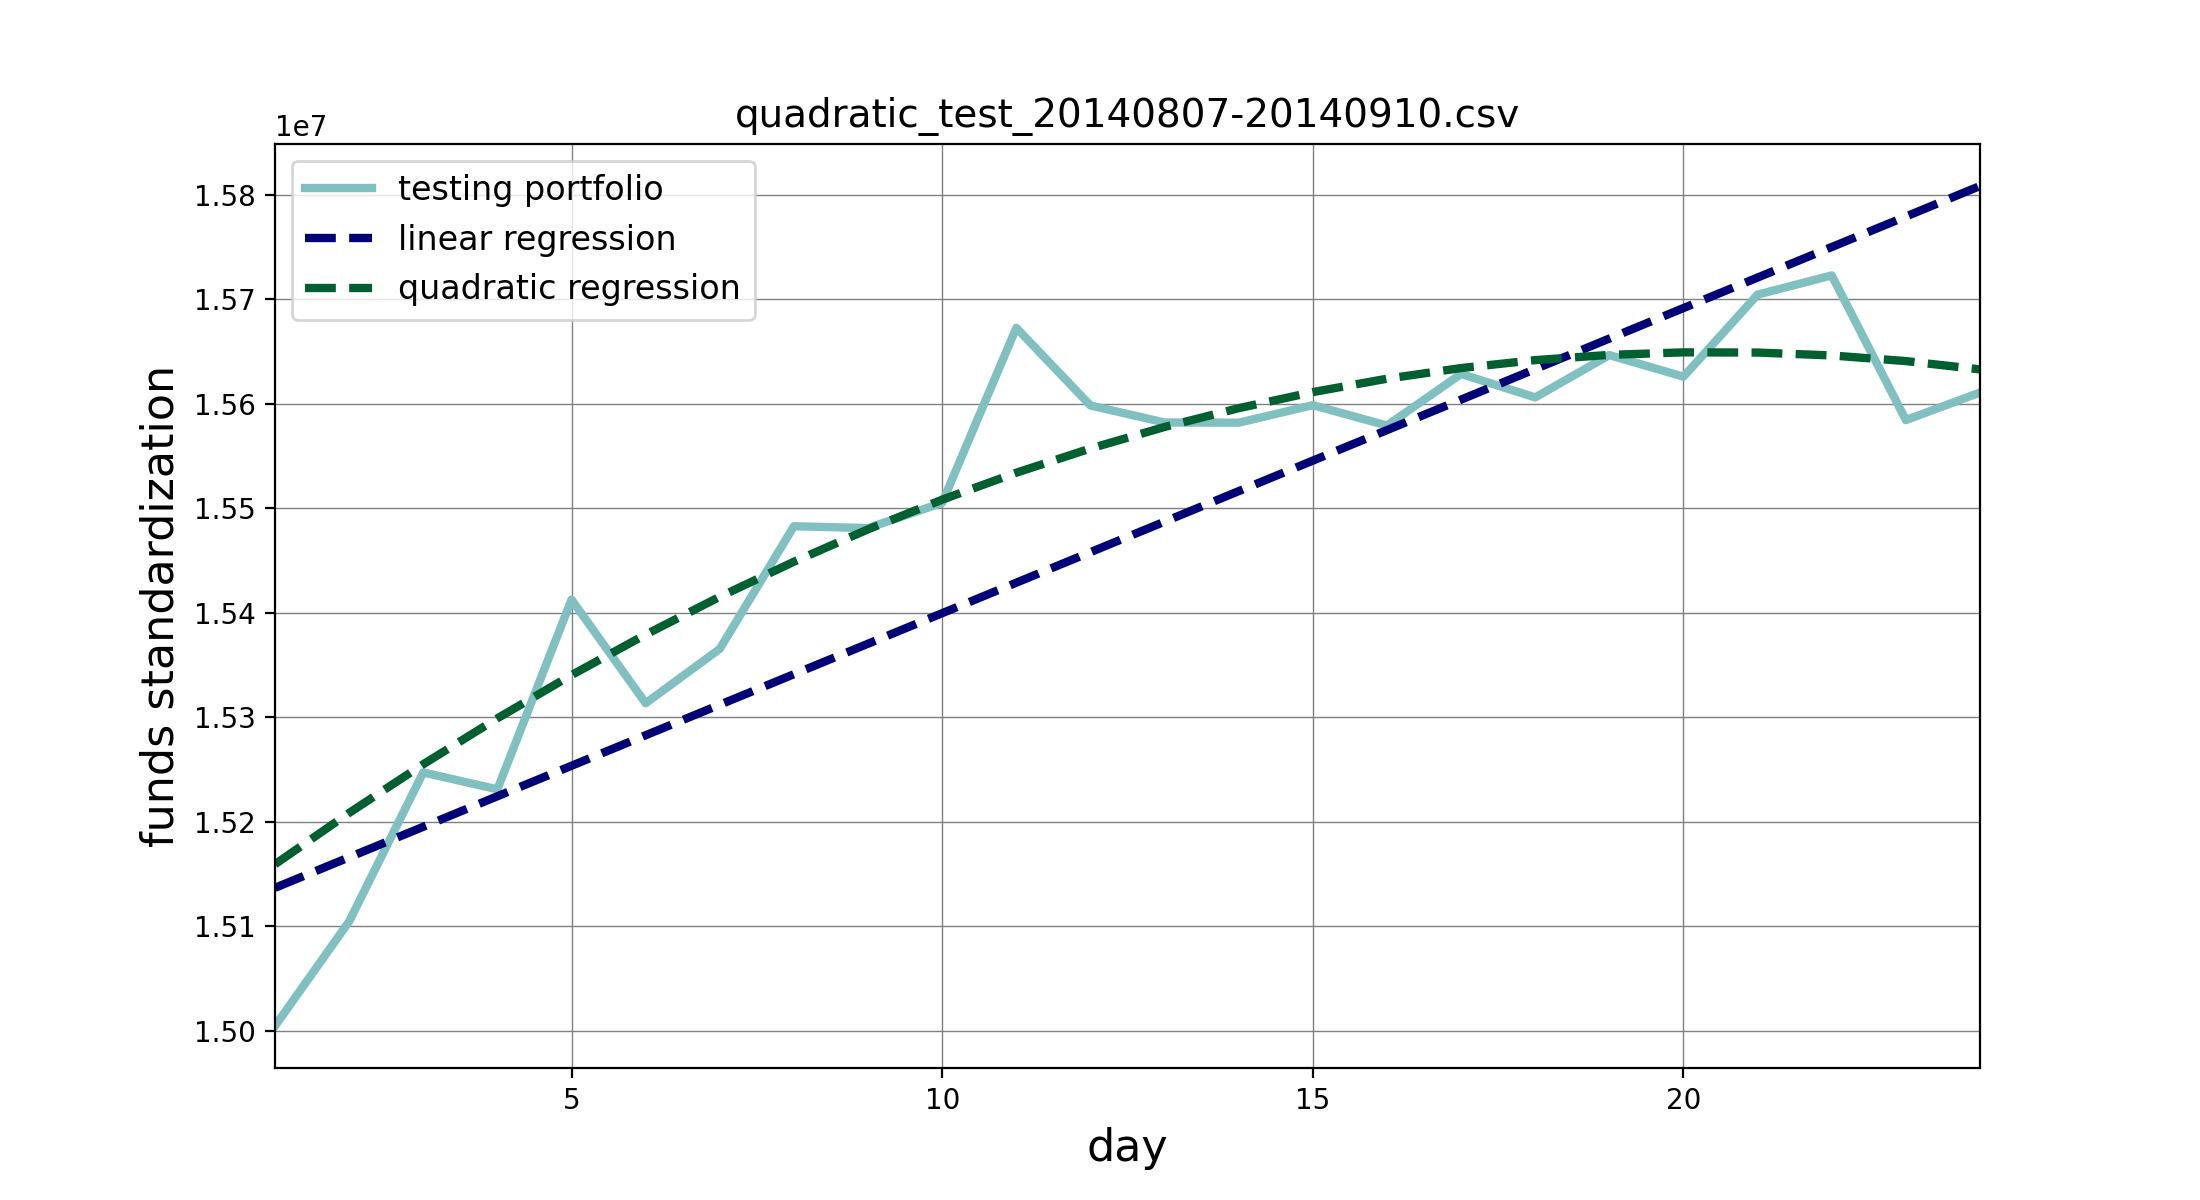 quadratic_test_20140807-20140910.csv
1e7
testing portfolio
linear regression
quadratic regression
funds standardization
1.58
1.57
1.56
1.55
1.54
1.53
1.52
1.51
1.50
5
10
15
20
day